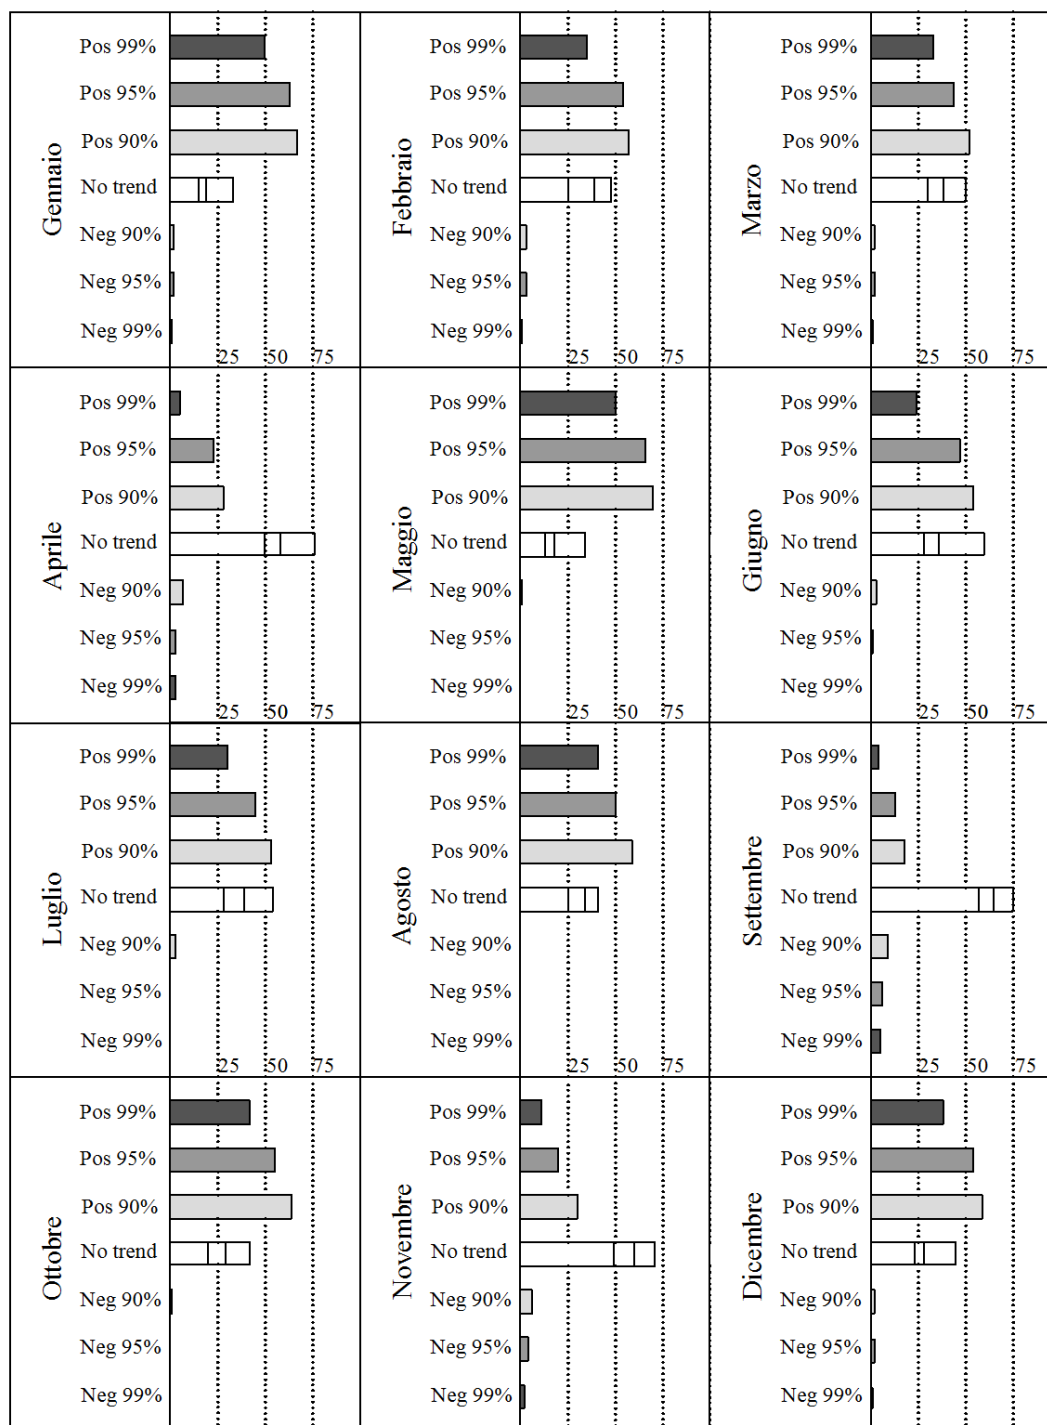 Gennaio
Pos 99%
Pos 95%
Pos 90%
No trend
Neg 90%
Neg 95%
Neg 99%
25 50 75
Febbraio
Pos 99%
Pos 95%
Pos 90%
No trend
Neg 90%
Neg 95%
Neg 99%
25 50 75
Marzo
Pos 99%
Pos 95%
Pos 90%
No trend
Neg 90%
Neg 95%
Neg 99%
25 50 75
Aprile
Pos 99%
Pos 95%
Pos 90%
No trend
Neg 90%
Neg 95%
Neg 99%
25 50 75
Maggio
Pos 99%
Pos 95%
Pos 90%
No trend
Neg 90%
Neg 95%
Neg 99%
25 50 75
Giugno
Pos 99%
Pos 95%
Pos 90%
No trend
Neg 90%
Neg 95%
Neg 99%
25 50 75
Luglio
Pos 99%
Pos 95%
Pos 90%
No trend
Neg 90%
Neg 95%
Neg 99%
25 50 75
Agosto
Pos 99%
Pos 95%
Pos 90%
No trend
Neg 90%
Neg 95%
Neg 99%
25 50 75
Settembre
Pos 99%
Pos 95%
Pos 90%
No trend
Neg 90%
Neg 95%
Neg 99%
25 50 75
Ottobre
Pos 99%
Pos 95%
Pos 90%
No trend
Neg 90%
Neg 95%
Neg 99%
Novembre
Pos 99%
Pos 95%
Pos 90%
No trend
Neg 90%
Neg 95%
Neg 99%
Dicembre
Pos 99%
Pos 95%
Pos 90%
No trend
Neg 90%
Neg 95%
Neg 99%